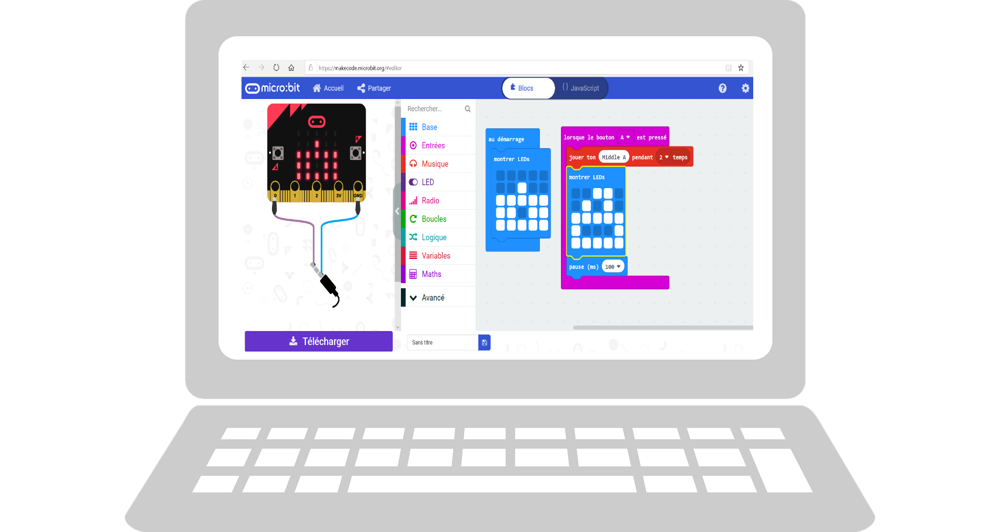 https://makecode.microbit.org/#editor
micro:bit
Accueil
Partager
Blocs
{} JavaScript
?
B
A
0 1 2 3V GND
Télécharger
Rechercher...
Base
Entrées
Musique
LED
Radio
Boucles
Logique
Variables
Maths
Avancé
Sans titre
au démarrage
montrer LEDs
lorsque le bouton A est pressé
jouer ton Middle A pendant 2 temps
montrer LEDs
pause (ms) 100